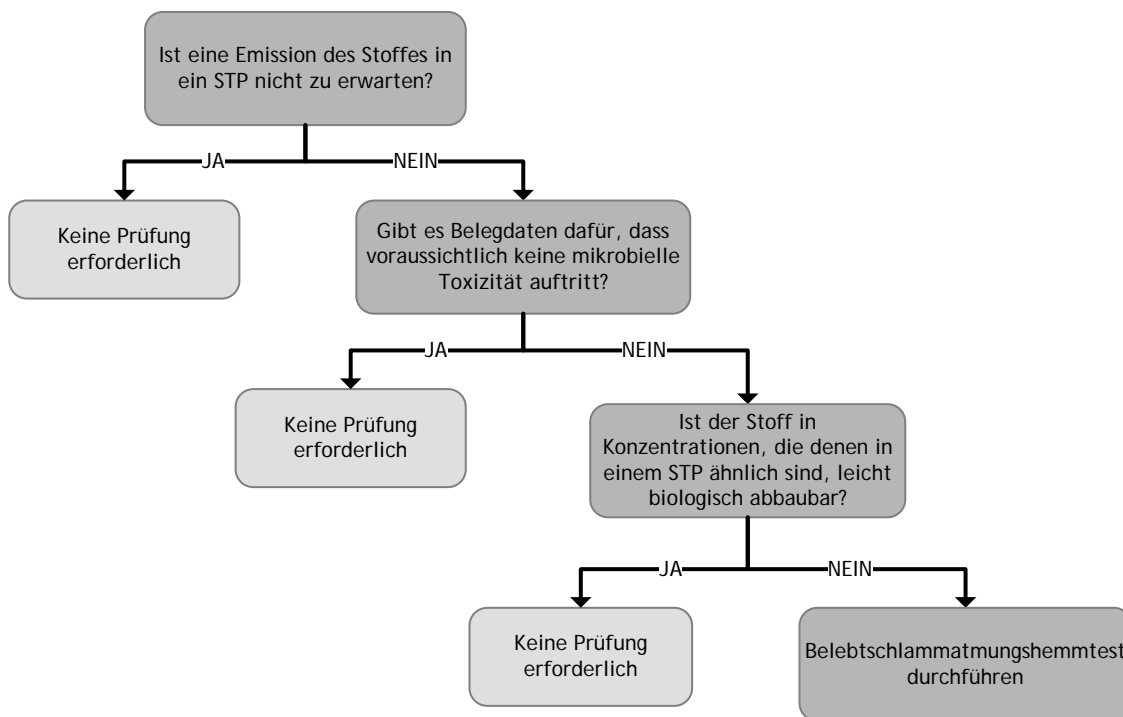 Ist eine Emission des Stoffes in
ein STP nicht zu erwarten?
JA
NEIN
Keine Prüfung
erforderlich
Gibt es Belegdaten dafür, dass
voraussichtlich keine mikrobielle
Toxizität auftritt?
JA
NEIN
Keine Prüfung
erforderlich
Ist der Stoff in
Konzentrationen, die denen in
einem STP ähnlich sind, leicht
biologisch abbaubar?
JA
NEIN
Keine Prüfung
erforderlich
Belebtschlammatmungshemmtest
durchführen